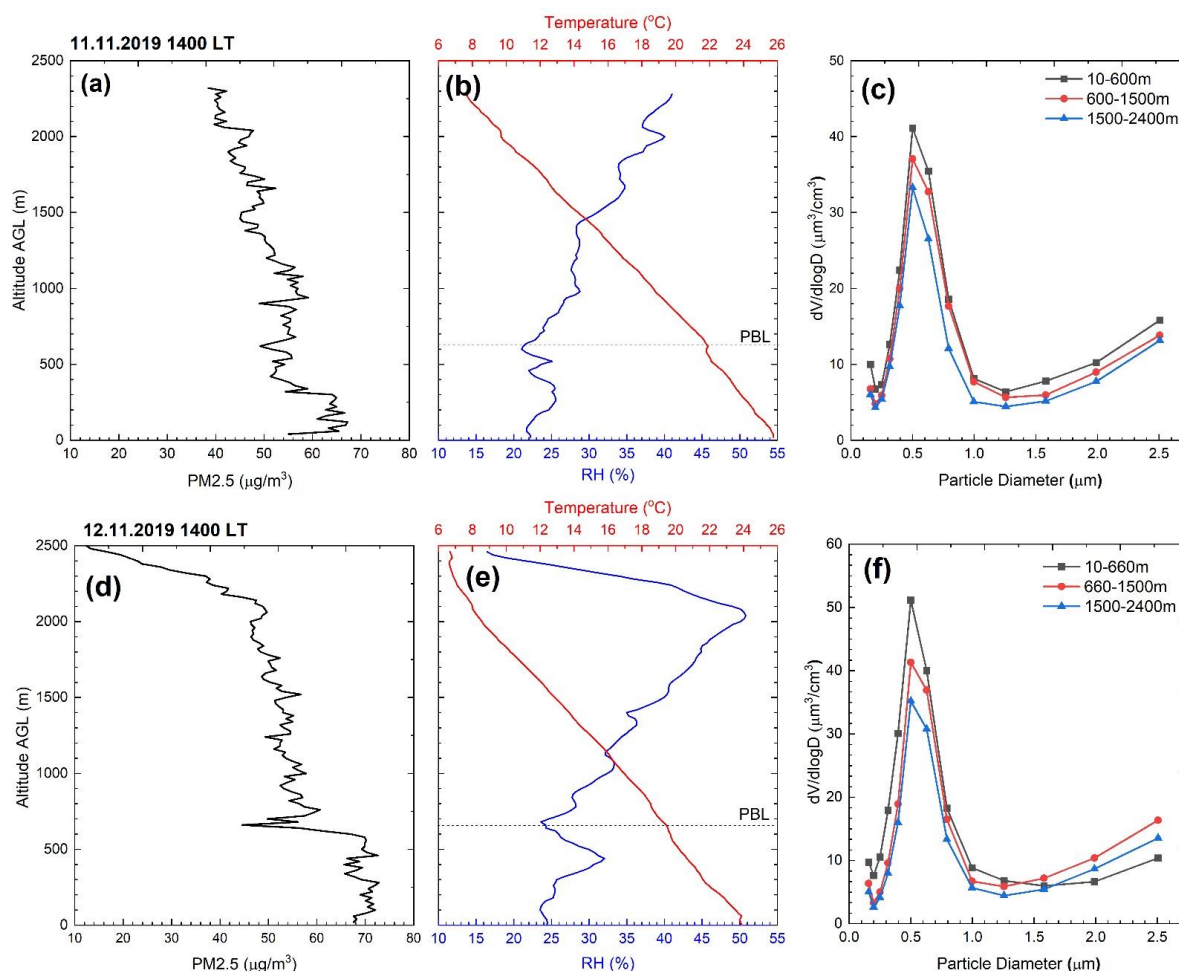 11.11.2019 1400 LT
Temperature (°C)
6 8 10 12 14 16 18 20 22 24 26
(a)
(b)
(c)
10-600m
600-1500m
1500-2400m
2500
2000
1500
1000
500
0
Altitude AGL (m)
PBL
50
40
30
20
10
0
dV/dlogD (μm³/cm³)
10 20 30 40 50 60 70 80
PM2.5 (μg/m³)
10 15 20 25 30 35 40 45 50 55
RH (%)
0.0 0.5 1.0 1.5 2.0 2.5
Particle Diameter (μm)
12.11.2019 1400 LT
Temperature (°C)
6 8 10 12 14 16 18 20 22 24 26
(d)
(e)
(f)
10-660m
660-1500m
1500-2400m
2500
2000
1500
1000
500
0
Altitude AGL (m)
PBL
60
50
40
30
20
10
0
dV/dlogD (μm³/cm³)
10 20 30 40 50 60 70 80
PM2.5 (μg/m³)
10 15 20 25 30 35 40 45 50 55
RH (%)
0.0 0.5 1.0 1.5 2.0 2.5
Particle Diameter (μm)